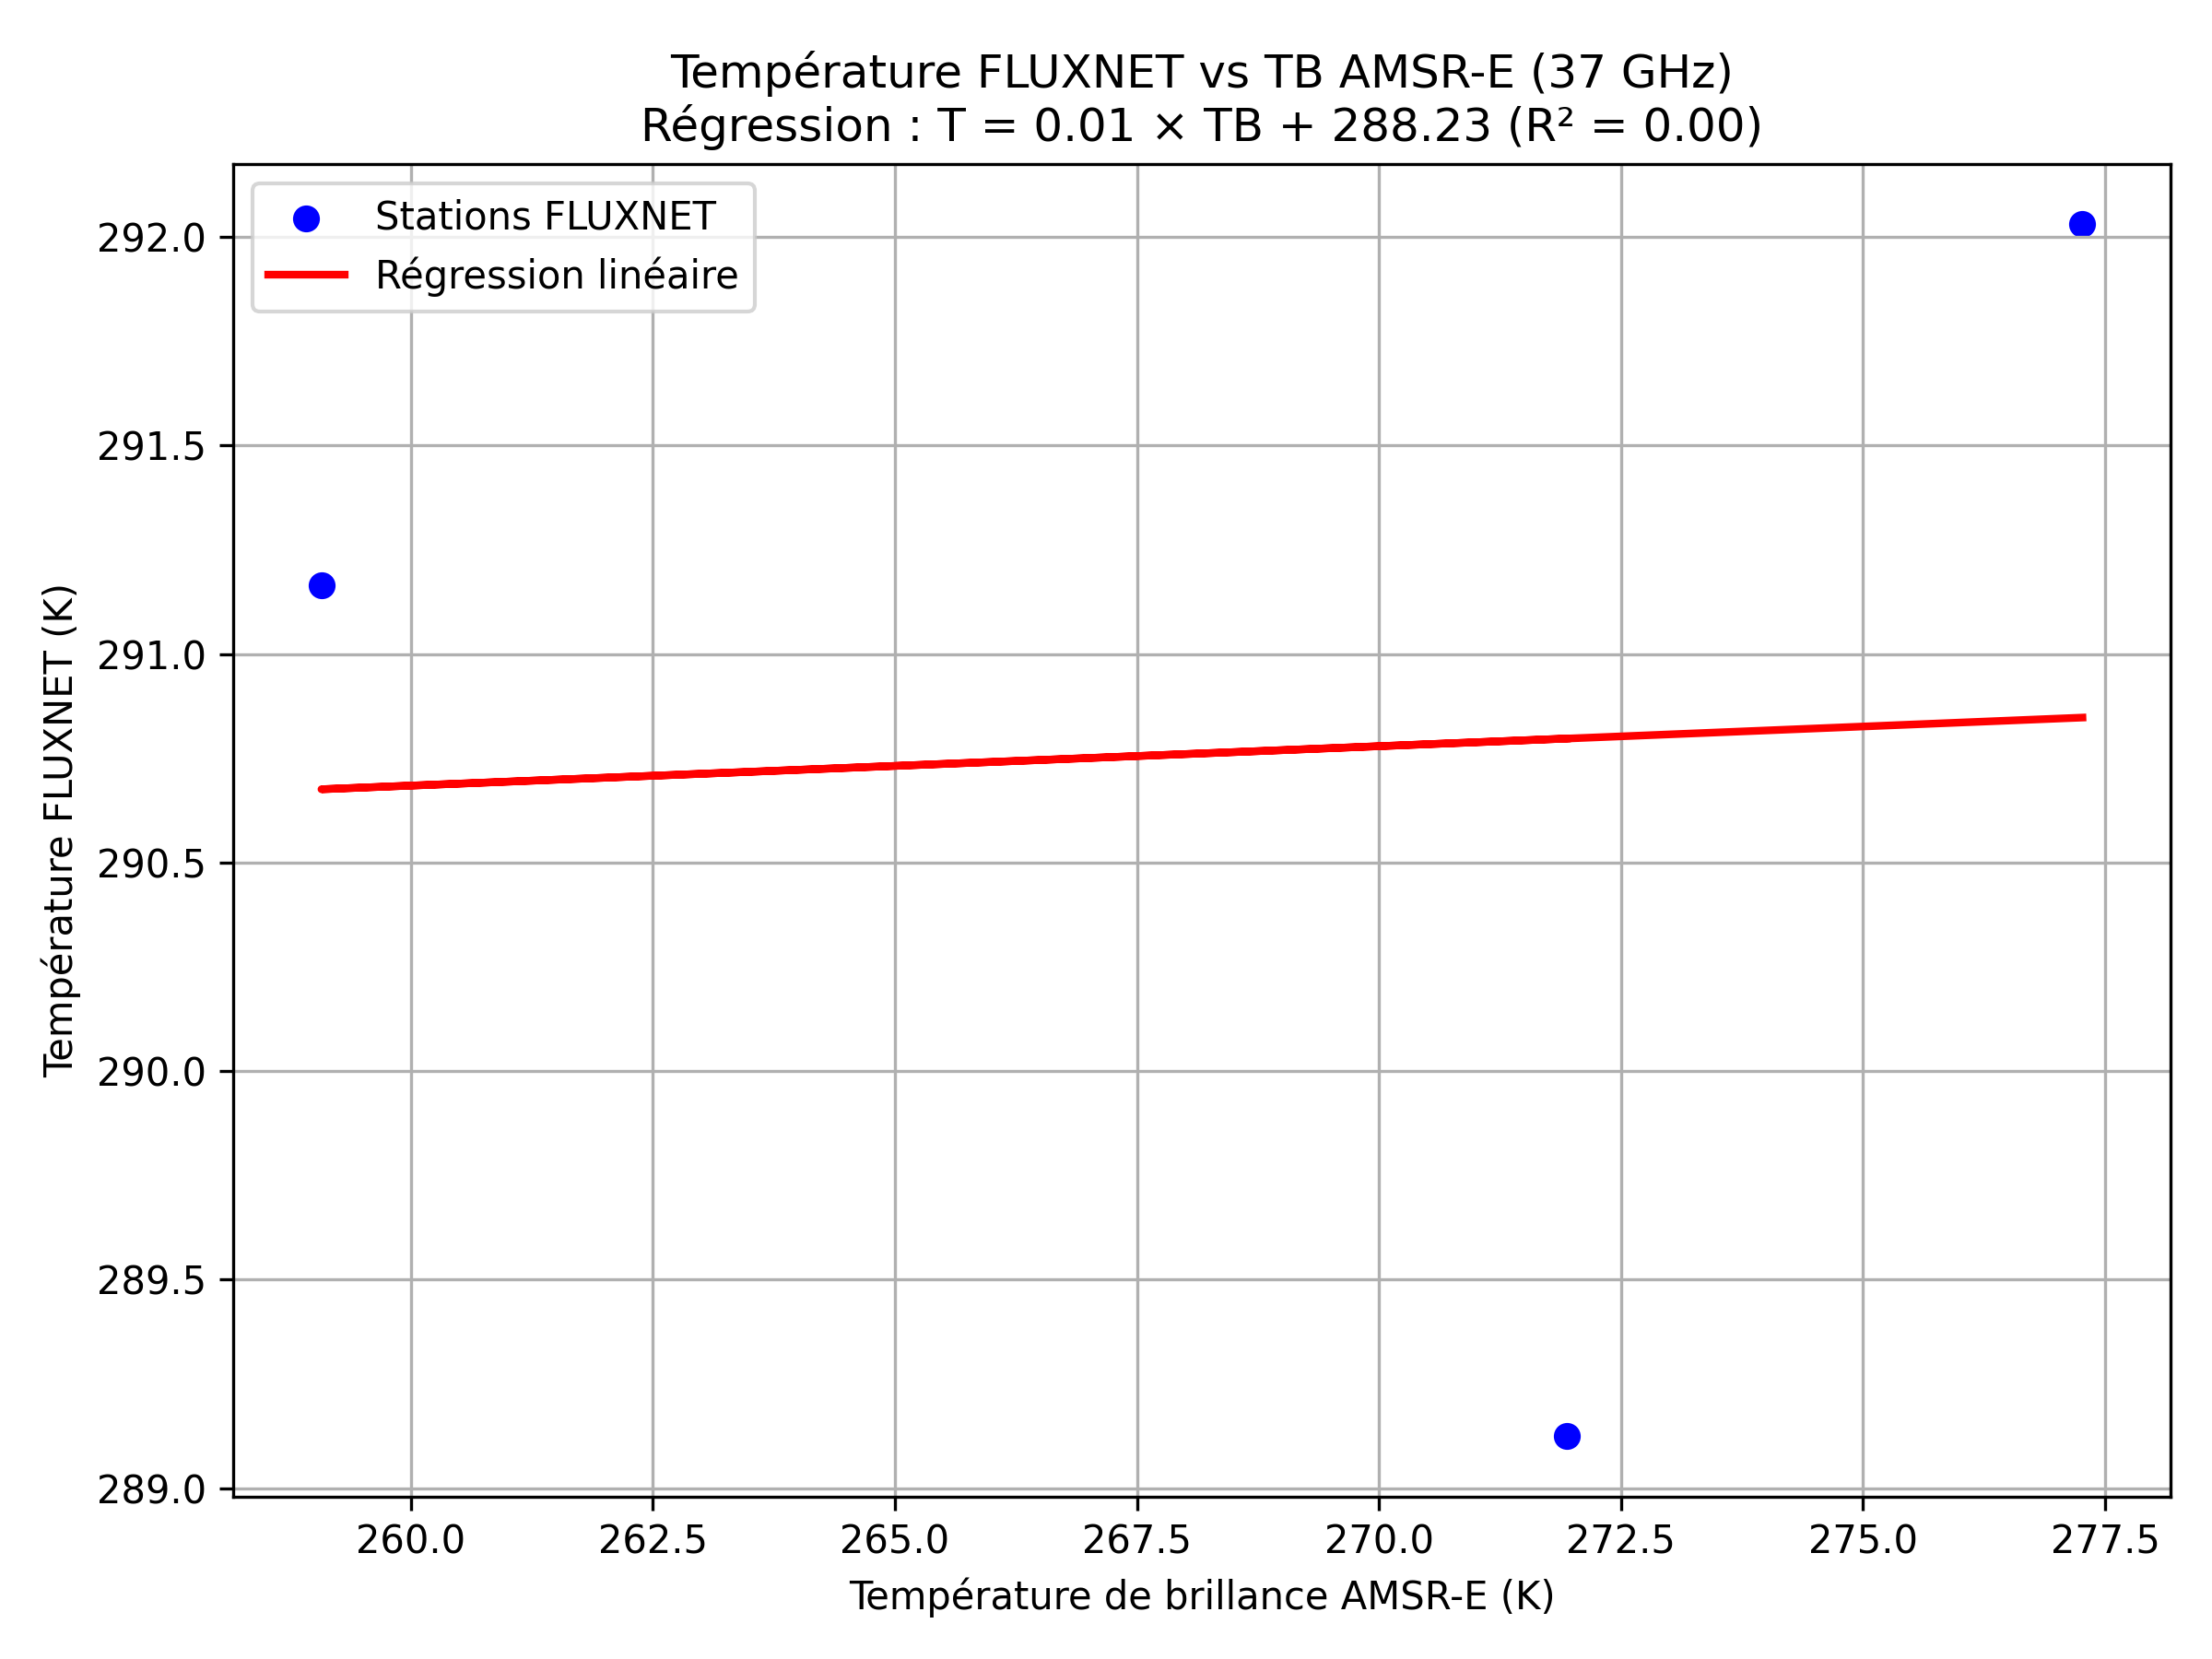 Température FLUXNET vs TB AMSR-E (37 GHz)
Régression : T = 0.01 × TB + 288.23 (R² = 0.00)
Stations FLUXNET
Régression linéaire
Température FLUXNET (K)
292.0
291.5
291.0
290.5
290.0
289.5
289.0
260.0 262.5 265.0 267.5 270.0 272.5 275.0 277.5
Température de brillance AMSR-E (K)